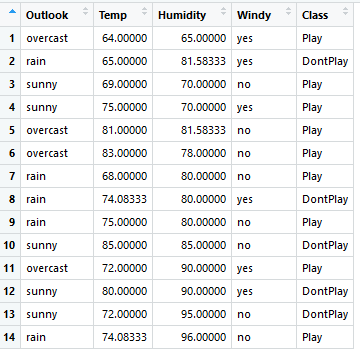 Outlook Temp Humidity Windy Class
1 overcast 64.00000 65.00000 yes Play
2 rain 65.00000 81.58333 yes DontPlay
3 sunny 69.00000 70.00000 no Play
4 sunny 75.00000 70.00000 yes Play
5 overcast 81.00000 81.58333 no Play
6 overcast 83.00000 78.00000 no Play
7 rain 68.00000 80.00000 no Play
8 rain 74.08333 80.00000 yes DontPlay
9 rain 75.00000 80.00000 no Play
10 sunny 85.00000 85.00000 no DontPlay
11 overcast 72.00000 90.00000 yes Play
12 sunny 80.00000 90.00000 yes DontPlay
13 sunny 72.00000 95.00000 no DontPlay
14 rain 74.08333 96.00000 no Play